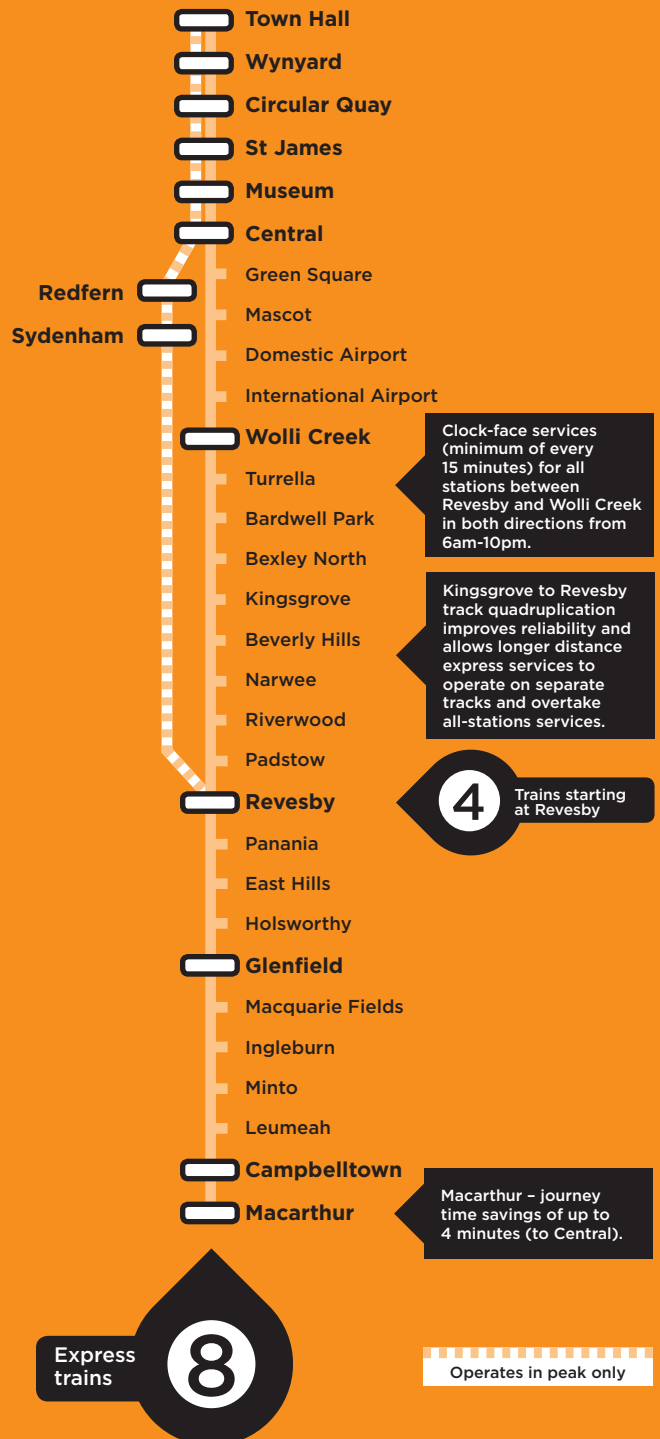 Town Hall
Wynyard
Circular Quay
St James
Museum
Central
Green Square
Redfern
Mascot
Sydenham
Domestic Airport
International Airport
Wolli Creek
Turrella
Bardwell Park
Bexley North
Kingsgrove
Beverly Hills
Narwee
Riverwood
Padstow
Revesby
Panania
East Hills
Holsworthy
Glenfield
Macquarie Fields
Ingleburn
Minto
Leumeah
Campbelltown
Macarthur
Clock-face services
(minimum of every
15 minutes) for all
stations between
Revesby and Wolli Creek
in both directions from
6am-10pm.
Kingsgrove to Revesby
track quadruplication
improves reliability and
allows longer distance
express services to
operate on separate
tracks and overtake
all-stations services.
4
Trains starting
at Revesby
Macarthur – journey
time savings of up to
4 minutes (to Central).
Express
trains
8
Operates in peak only